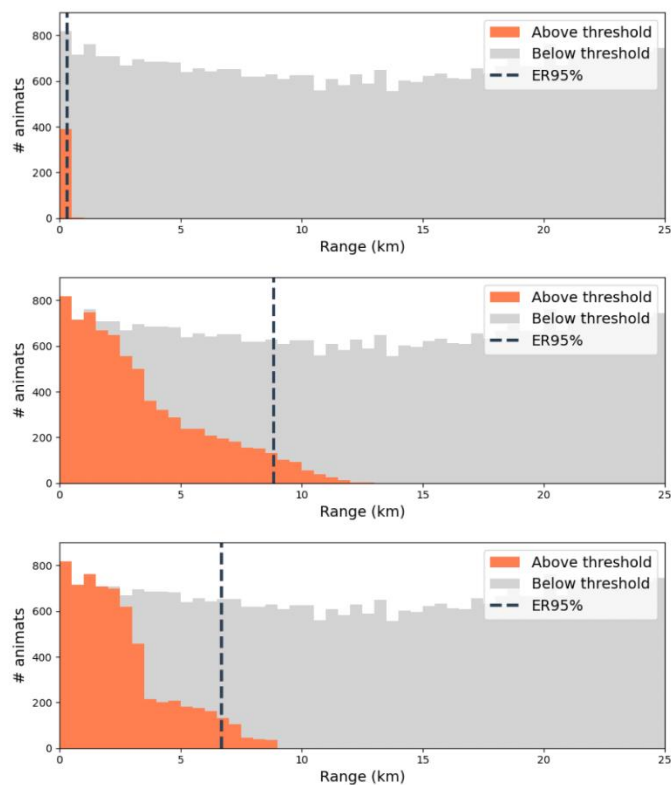 800
600
400
200
0
# animats
Above threshold
Below threshold
ER95%
0 5 10 15 20 25
Range (km)
800
600
400
200
0
# animats
Above threshold
Below threshold
ER95%
0 5 10 15 20 25
Range (km)
800
600
400
200
0
# animats
Above threshold
Below threshold
ER95%
0 5 10 15 20 25
Range (km)